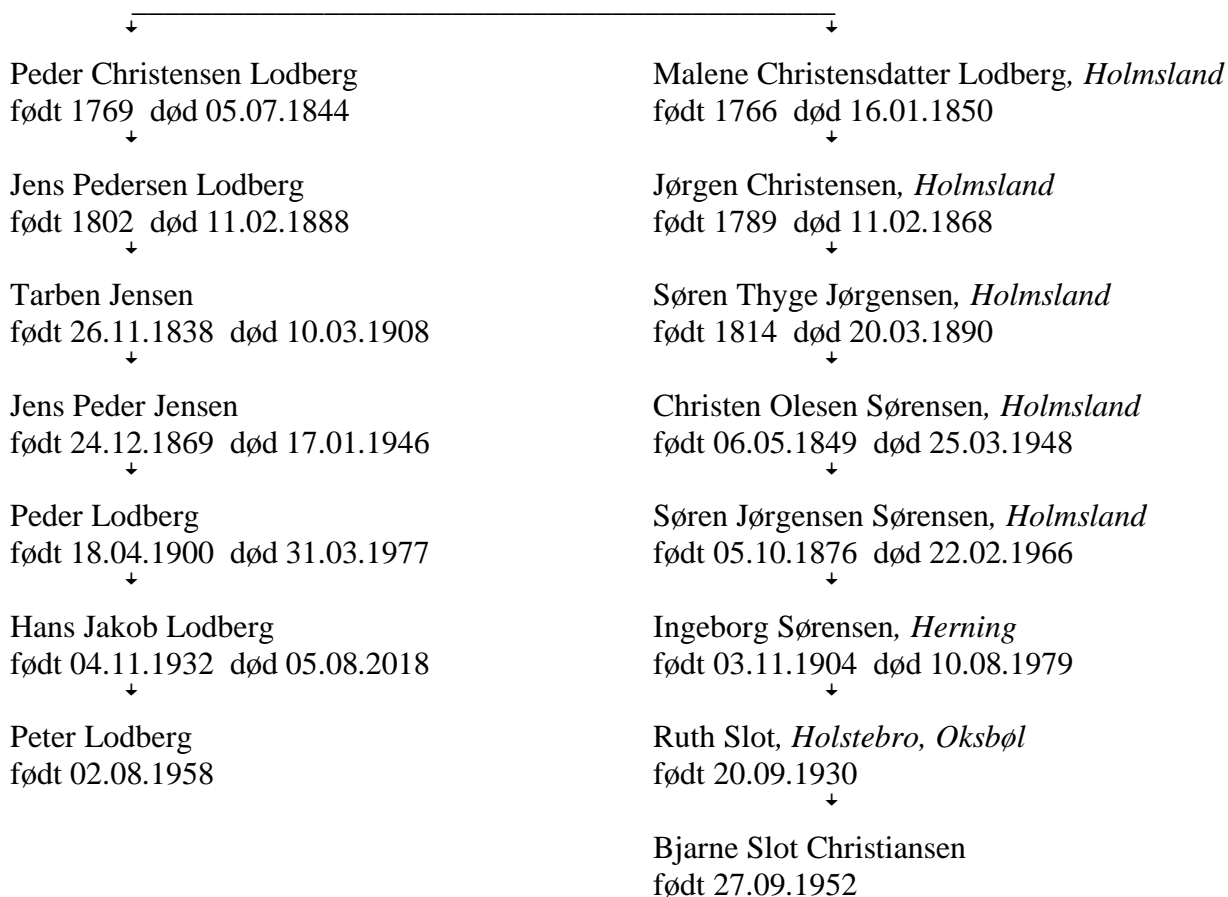 Peder Christensen Lodberg
født 1769 død 05.07.1844
Jens Pedersen Lodberg
født 1802 død 11.02.1888
Tarben Jensen
født 26.11.1838 død 10.03.1908
Jens Peder Jensen
født 24.12.1869 død 17.01.1946
Peder Lodberg
født 18.04.1900 død 31.03.1977
Hans Jakob Lodberg
født 04.11.1932 død 05.08.2018
Peter Lodberg
født 02.08.1958
Malene Christensdatter Lodberg, Holmsland
født 1766 død 16.01.1850
Jørgen Christensen, Holmsland
født 1789 død 11.02.1868
Søren Thyge Jørgensen, Holmsland
født 1814 død 20.03.1890
Christen Olesen Sørensen, Holmsland
født 06.05.1849 død 25.03.1948
Søren Jørgensen Sørensen, Holmsland
født 05.10.1876 død 22.02.1966
Ingeborg Sørensen, Herning
født 03.11.1904 død 10.08.1979
Ruth Slot, Holstebro, Oksbøl
født 20.09.1930
Bjarne Slot Christiansen
født 27.09.1952